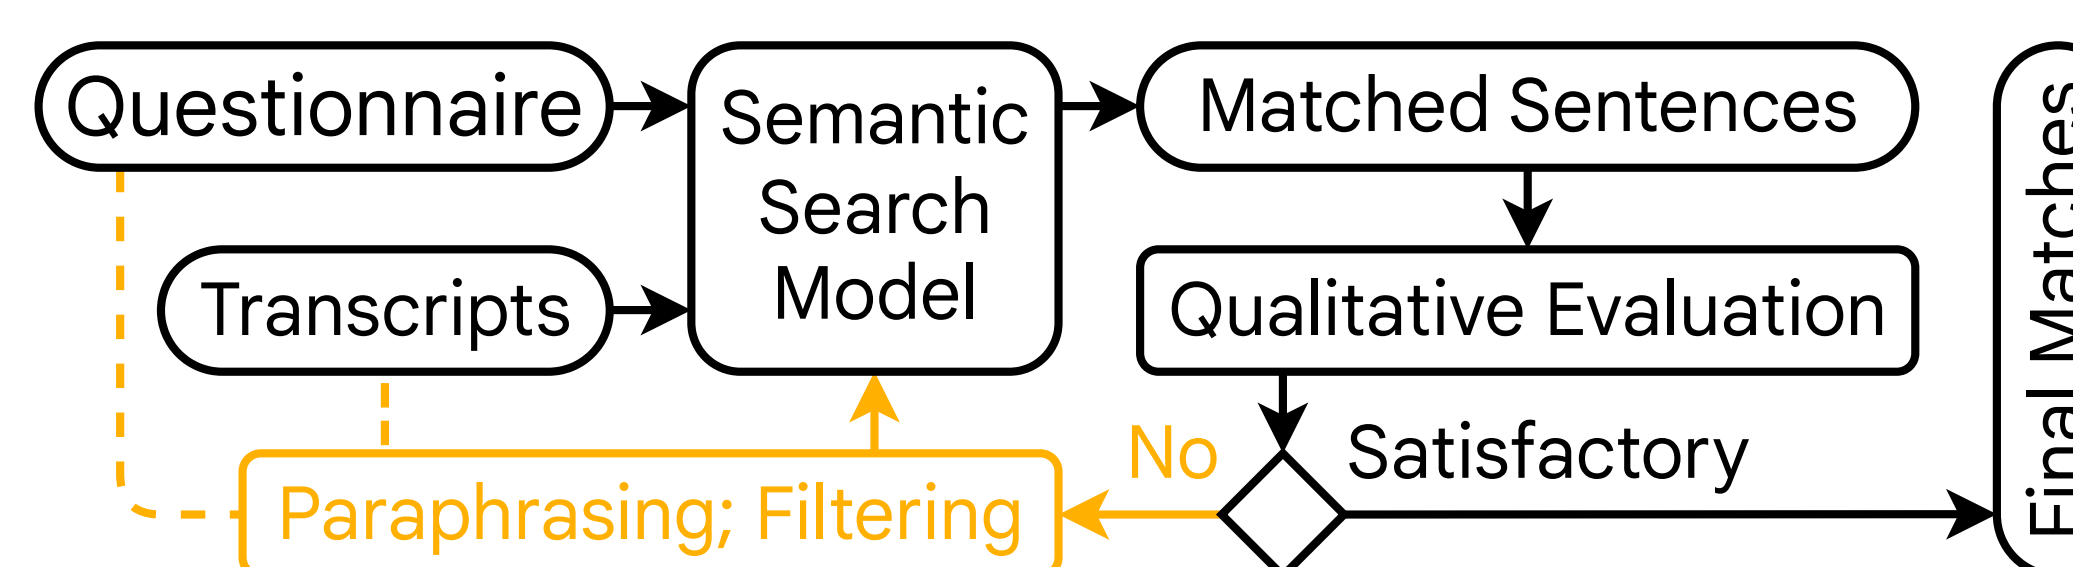 Questionnaire
Semantic
Search
Model
Matched Sentences
Transcripts
Qualitative Evaluation
No
Satisfactory
Paraphrasing; Filtering
Final Matches